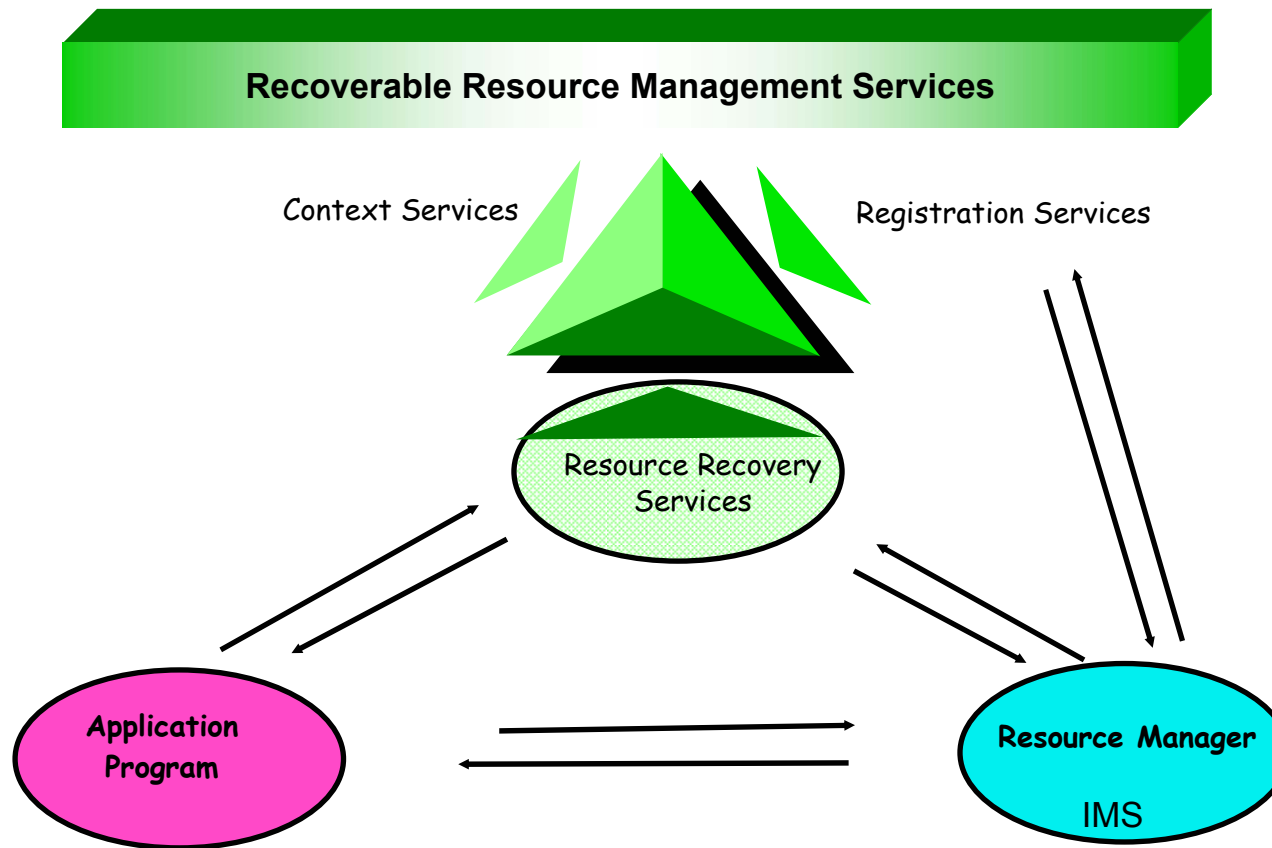 Recoverable Resource Management Services
Context Services
Registration Services
Resource Recovery
Services
Application
Program
Resource Manager
IMS